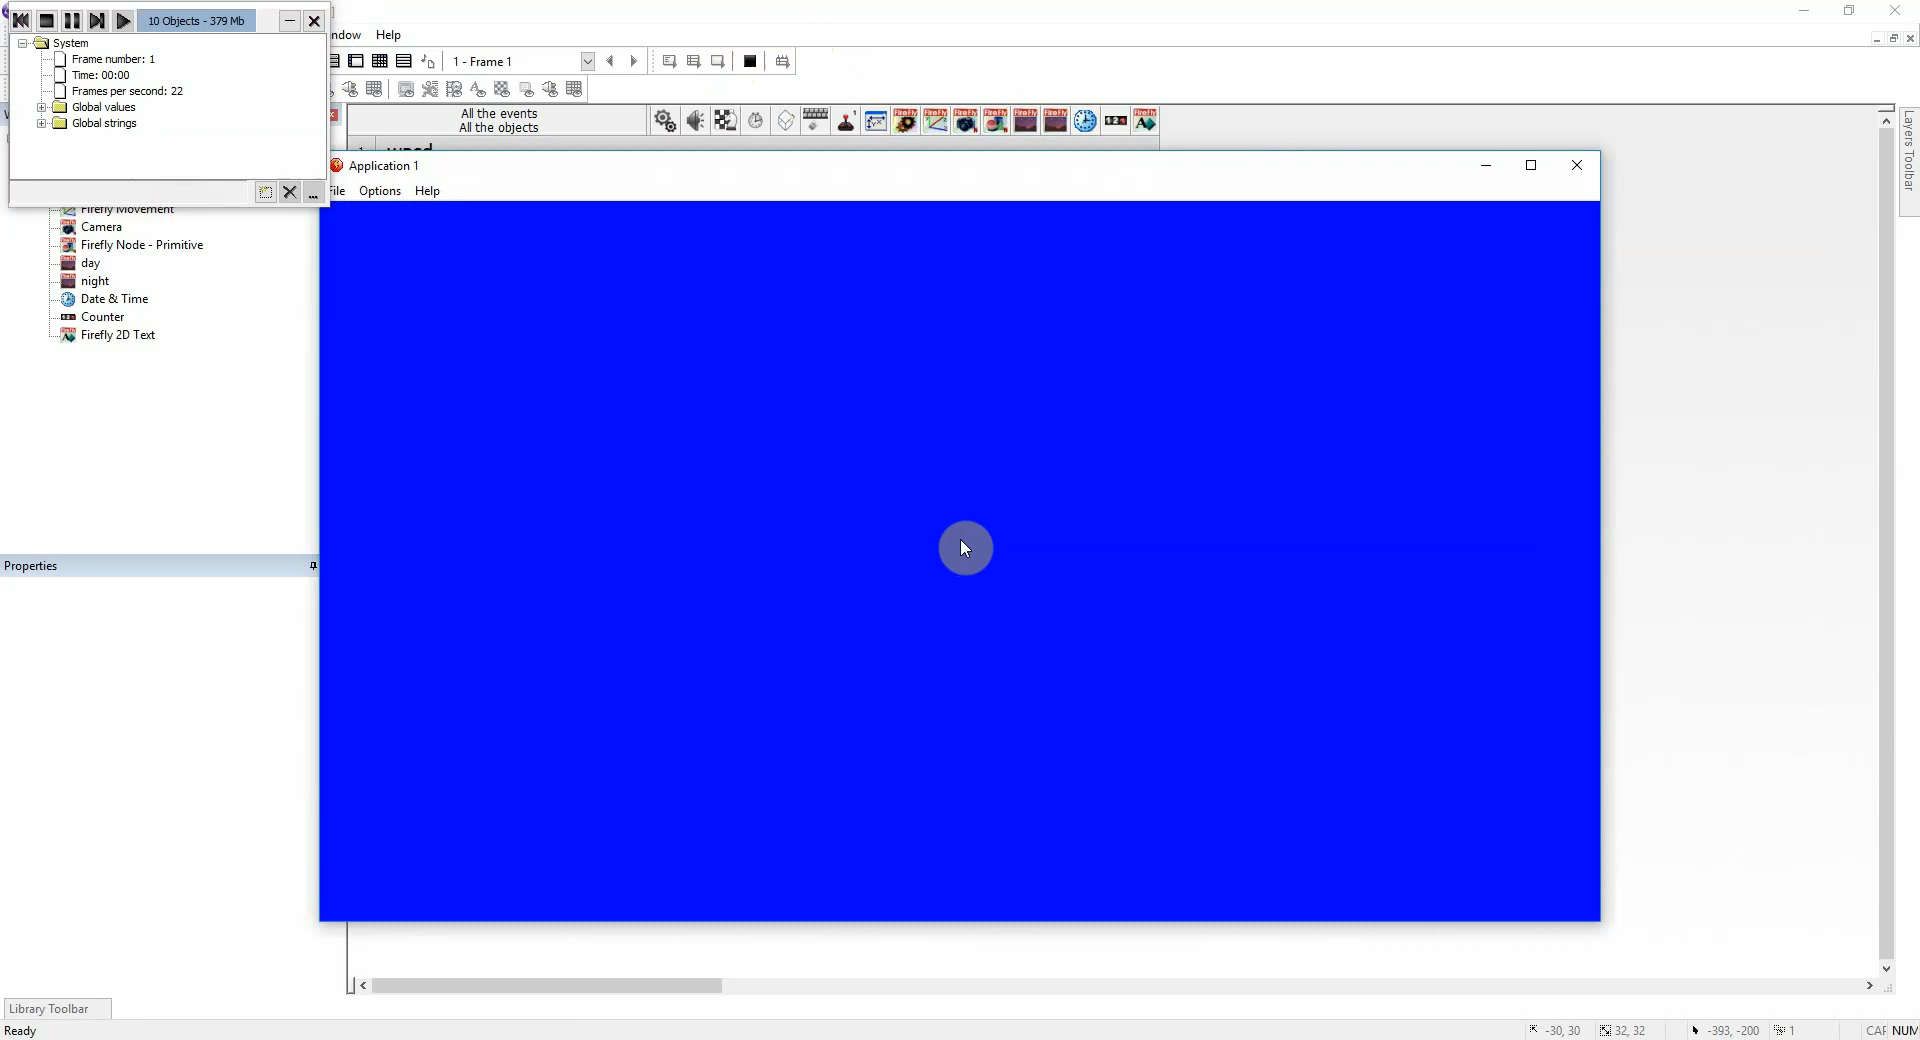 10 Objects - 379 Mb
System
Frame number: 1
Time: 00:00
Frames per second: 22
Global values
Global strings
Help
1 - Frame 1
All the events
All the objects
Application 1
Options Help
Firefly Movement
Camera
Firefly Node - Primitive
day
night
Date & Time
Counter
Firefly 2D Text
Properties
Layers Toolbar
Library Toolbar
Ready
-30, 30
32, 32
-393, -200
1
NUM